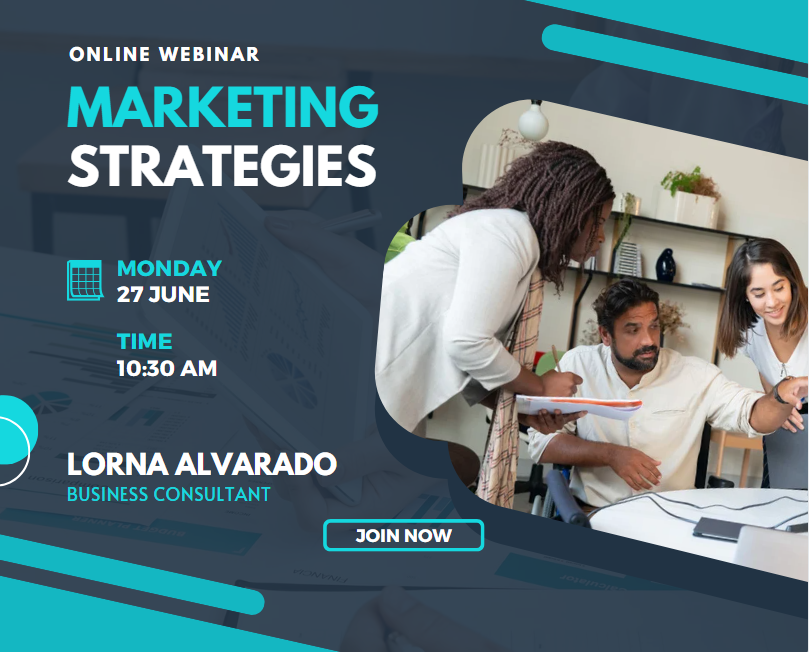 ONLINE WEBINAR
MARKETING
STRATEGIES
MONDAY
27 JUNE
TIME
10:30 AM
LORNA ALVARADO
BUSINESS CONSULTANT
JOIN NOW